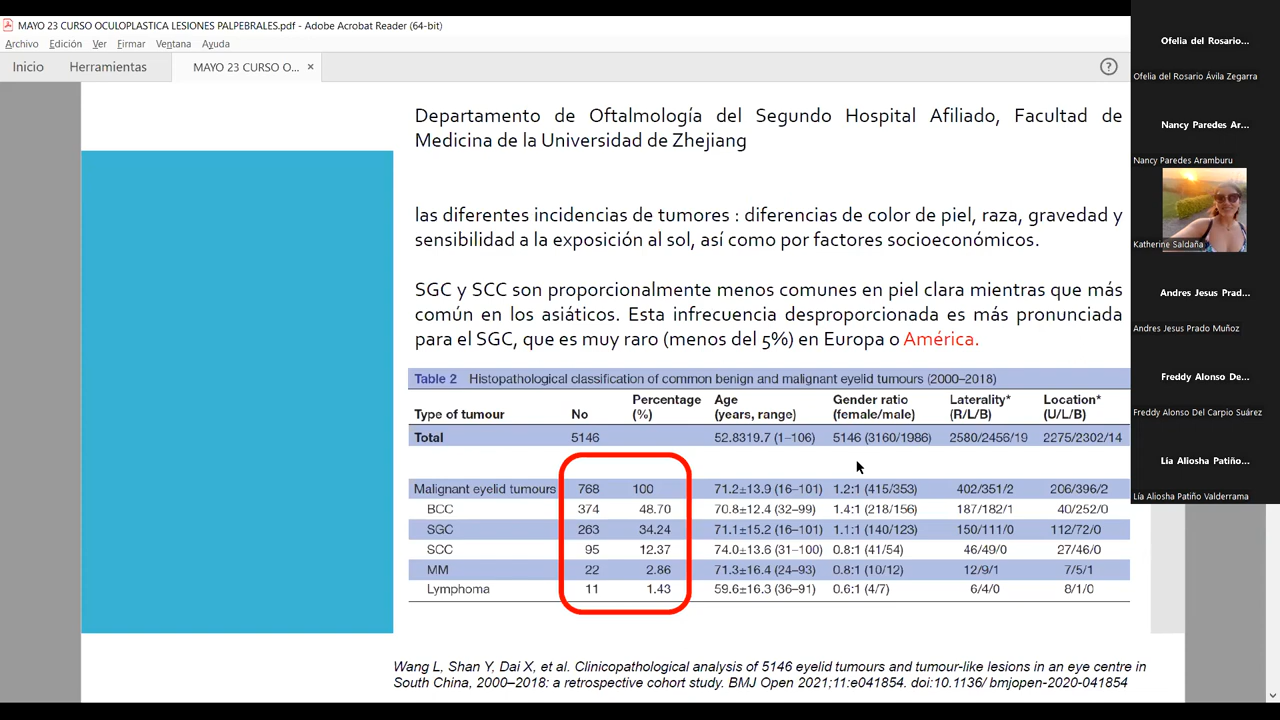 MAYO 23 CURSO OCULOPLASTICA LESIONES PALPEBRALES.pdf - Adobe Acrobat Reader (64-bit)
Archivo Edición Ver Firmar Ventana Ayuda
Inicio Herramientas MAYO 23 CURSO O... × ?
Departamento de Oftalmología del Segundo Hospital Afiliado, Facultad de
Medicina de la Universidad de Zhejiang
las diferentes incidencias de tumores : diferencias de color de piel, raza, gravedad y
sensibilidad a la exposición al sol, así como por factores socioeconómicos.
SGC y SCC son proporcionalmente menos comunes en piel clara mientras que más
común en los asiáticos. Esta infrecuencia desproporcionada es más pronunciada
para el SGC, que es muy raro (menos del 5%) en Europa o América.
Table 2 Histopathological classification of common benign and malignant eyelid tumours (2000–2018)
Type of tumour No Percentage (%) Age (years, range) Gender ratio (female/male) Laterality* (R/L/B) Location* (U/L/B)
Total 5146 52.8319.7 (1–106) 5146 (3160/1986) 2580/2456/19 2275/2302/14
Malignant eyelid tumours 768 100 71.2±13.9 (16–101) 1.2:1 (415/353) 402/351/2 206/396/2
BCC 374 48.70 70.8±12.4 (32–99) 1.4:1 (218/156) 187/182/1 40/252/0
SGC 263 34.24 71.1±15.2 (16–101) 1.1:1 (140/123) 150/111/0 112/72/0
SCC 95 12.37 74.0±13.6 (31–100) 0.8:1 (41/54) 46/49/0 27/46/0
MM 22 2.86 71.3±16.4 (24–93) 0.8:1 (10/12) 12/9/1 7/5/1
Lymphoma 11 1.43 59.6±16.3 (36–91) 0.6:1 (4/7) 6/4/0 8/1/0
Wang L, Shan Y, Dai X, et al. Clinicopathological analysis of 5146 eyelid tumours and tumour-like lesions in an eye centre in
South China, 2000–2018: a retrospective cohort study. BMJ Open 2021;11:e041854. doi:10.1136/ bmjopen-2020-041854
Ofelia del Rosario...
Ofelia del Rosario Ávila Zegarra
Nancy Paredes Ar...
Nancy Paredes Aramburu
Katherine Saldaña
Andres Jesus Prad...
Andres Jesus Prado Muñoz
Freddy Alonso De...
Freddy Alonso Del Carpio Suárez
Lía Aliosha Patiño...
Lía Aliosha Patiño Valderrama